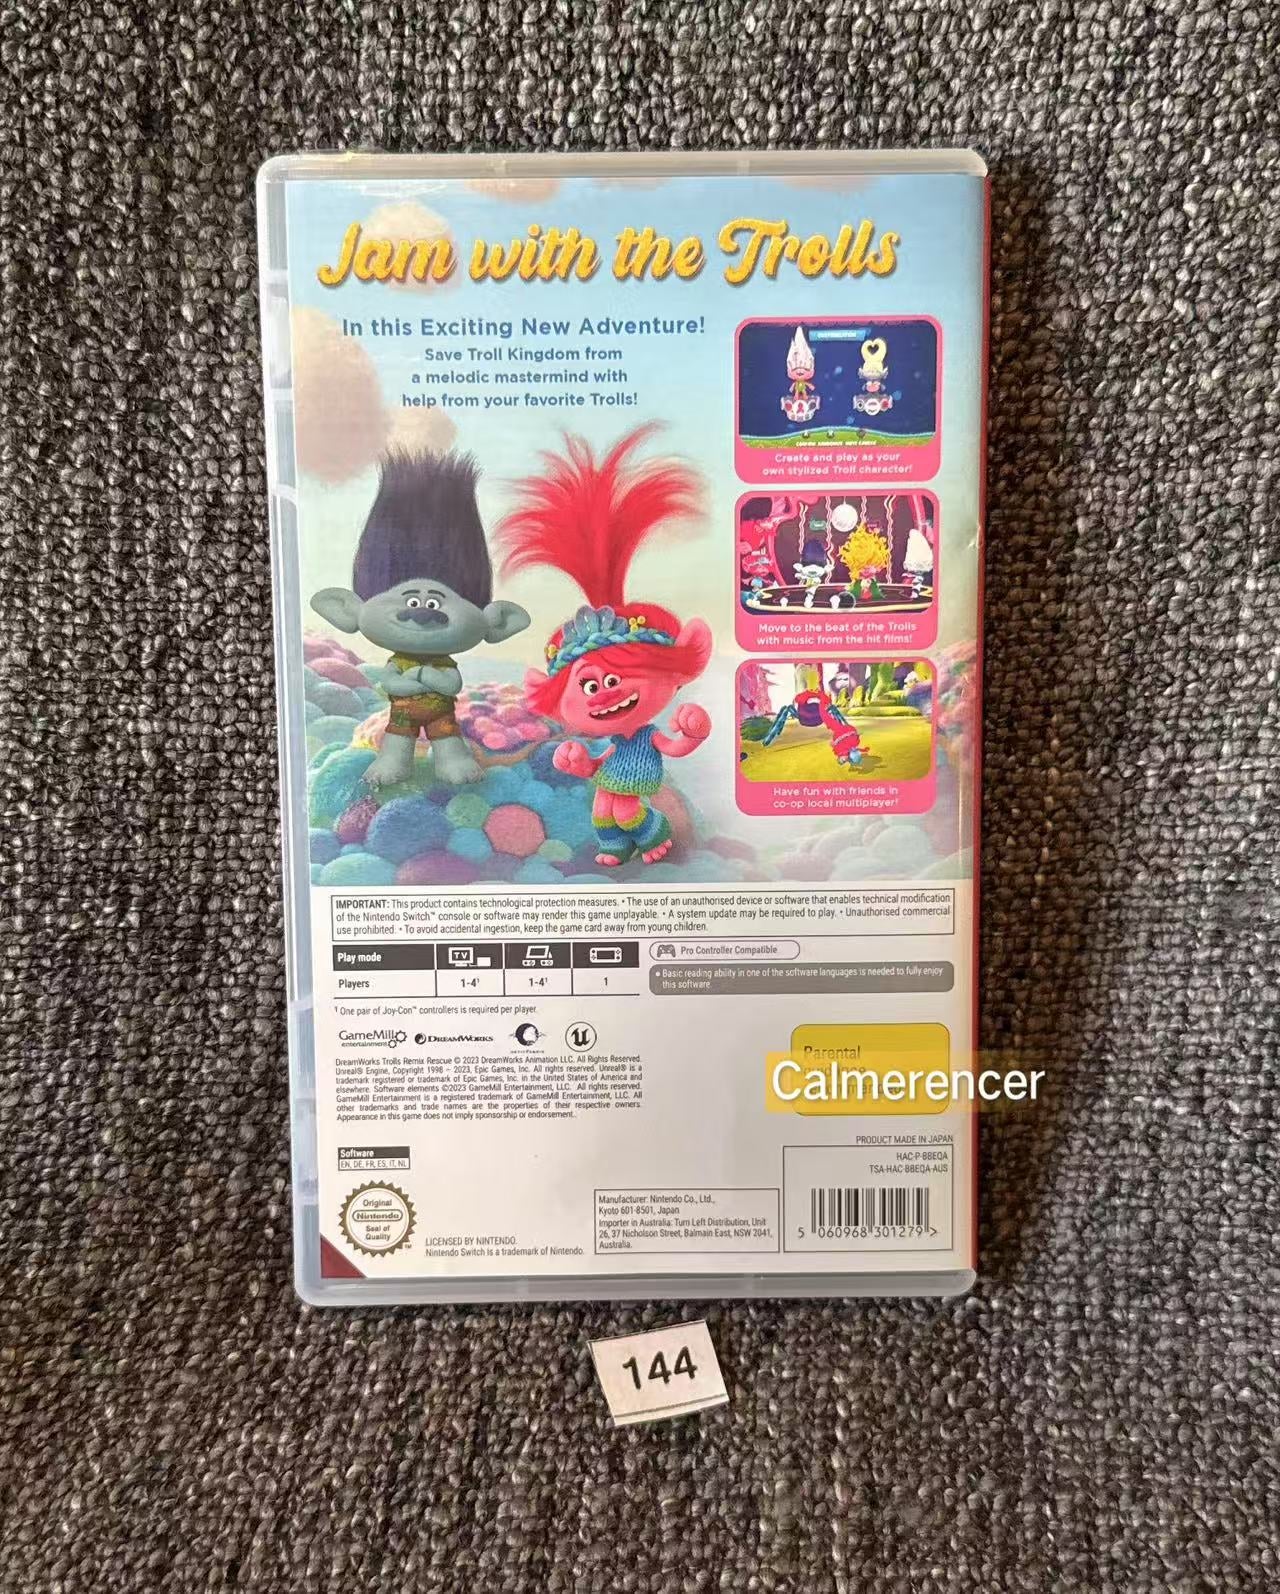 Jam with the Trolls
In this Exciting New Adventure!
Save Troll Kingdom from
a melodic mastermind with
help from your favorite Trolls!
Create and play as your
own stylized Troll character!
Move to the beat of the Trolls
with music from the hit films!
Have fun with friends in
co-op local multiplayer!
IMPORTANT: This product contains technological protection measures. • The use of an unauthorised device or software that enables technical modification
of the Nintendo Switch™ console or software may render this game unplayable. • A system update may be required to play. • Unauthorised commercial
use prohibited. • To avoid accidental ingestion, keep the game card away from young children.
Play mode TV
Players 1-4¹ 1-4¹ 1
Pro Controller Compatible
• Basic reading ability in one of the software languages is needed to fully enjoy
this software.
¹ One pair of Joy-Con™ controllers is required per player.
GameMill entertainment DREAMWORKS
DreamWorks Trolls Remix Rescue © 2023 DreamWorks Animation LLC. All Rights Reserved.
Unreal® Engine, Copyright 1998 – 2023, Epic Games, Inc. All rights reserved. Unreal® is a
trademark registered or trademark of Epic Games, Inc. in the United States of America and
elsewhere. Software elements ©2023 GameMill Entertainment, LLC. All rights reserved.
GameMill Entertainment is a registered trademark of GameMill Entertainment, LLC. All
other trademarks and trade names are the properties of their respective owners.
Appearance in this game does not imply sponsorship or endorsement.
Parental
Calmerencer
Software
EN, DE, FR, ES, IT, NL
Original
Nintendo
Seal of
Quality
TM
LICENSED BY NINTENDO.
Nintendo Switch is a trademark of Nintendo.
Manufacturer: Nintendo Co., Ltd.,
Kyoto 601-8501, Japan
Importer in Australia: Turn Left Distribution, Unit
26, 37 Nicholson Street, Balmain East, NSW 2041,
Australia.
PRODUCT MADE IN JAPAN
HAC-P-BBEQA
TSA-HAC-BBEQA-AUS
5 060968 301279 >
144